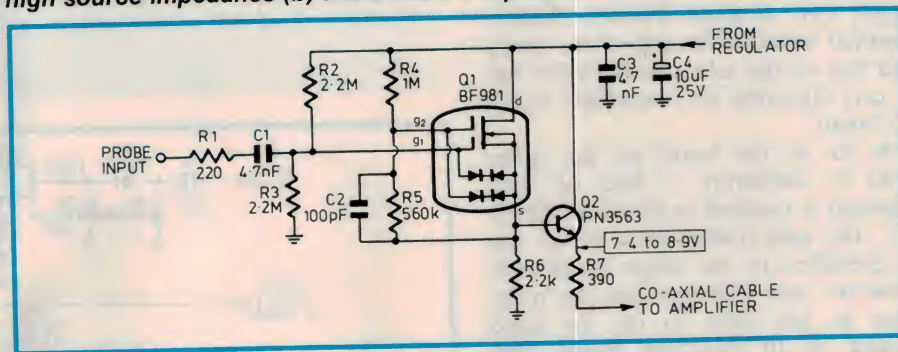 high source impedance (b)
FROM
REGULATOR
R2
2·2M
R4
1M
Q1
BF981
C3
4.7
nF
C4
10uF
25V
+
d
g₂
g₁
s
PROBE
INPUT
R1
220
C1
4·7nF
R3
2·2M
C2
100pF
R5
560k
Q2
PN3563
7·4 to 8·9V
R6
2·2k
R7
390
CO-AXIAL CABLE
TO AMPLIFIER